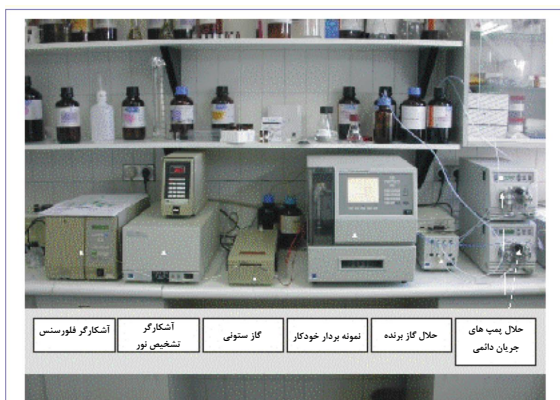 حلال پمپ های
جریان دائمی
حلال گاز برنده
نمونه بردار خودکار
گاز ستونی
آشکارگر
تشخیص نور
آشکارگر فلورسنس